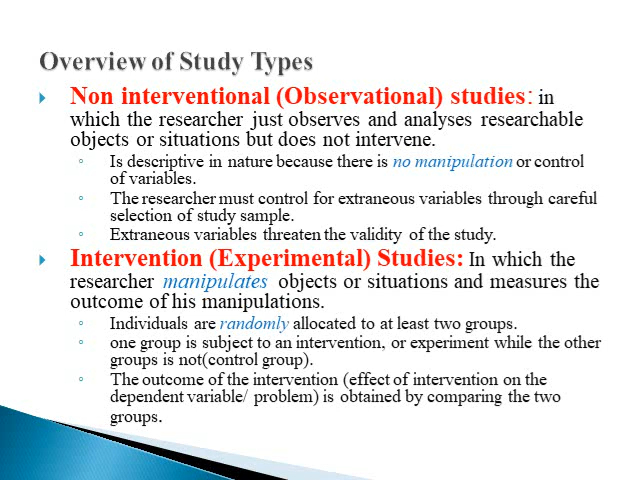 Overview of Study Types
Non interventional (Observational) studies: in
which the researcher just observes and analyses researchable
objects or situations but does not intervene.
Is descriptive in nature because there is no manipulation or control
of variables.
The researcher must control for extraneous variables through careful
selection of study sample.
Extraneous variables threaten the validity of the study.
Intervention (Experimental) Studies: In which the
researcher manipulates objects or situations and measures the
outcome of his manipulations.
Individuals are randomly allocated to at least two groups.
one group is subject to an intervention, or experiment while the other
groups is not(control group).
The outcome of the intervention (effect of intervention on the
dependent variable/ problem) is obtained by comparing the two
groups.